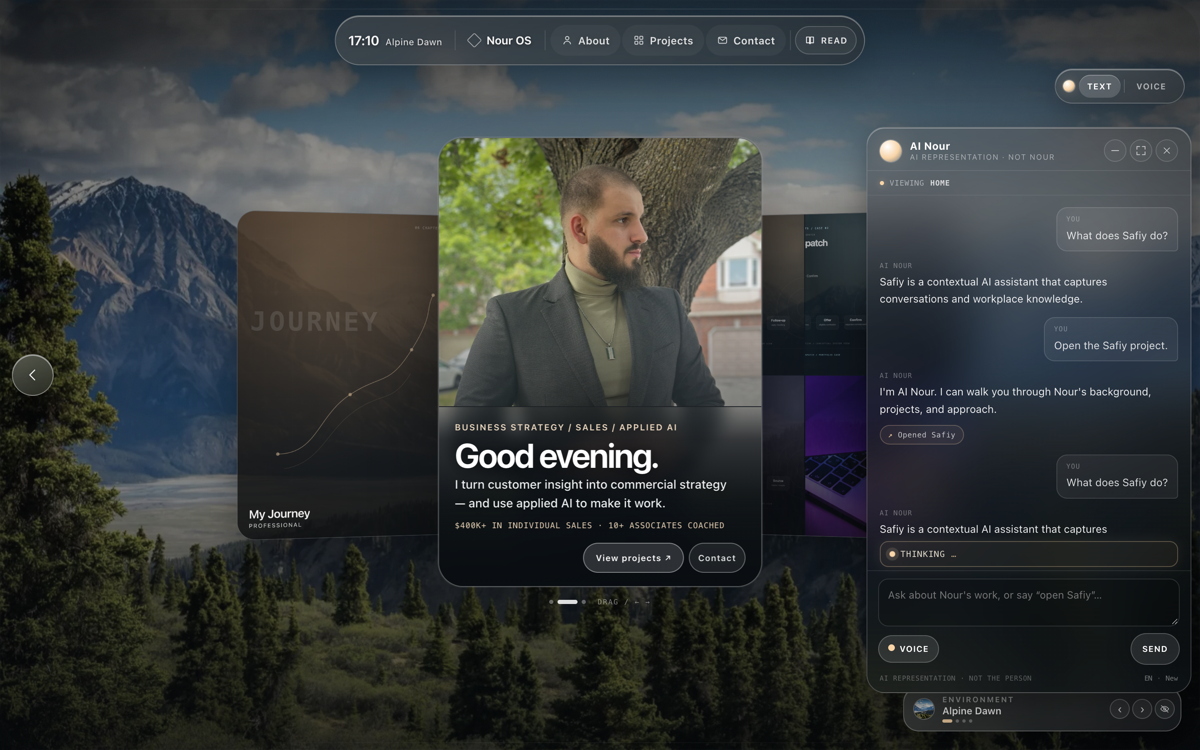 17:10 Alpine Dawn
Nour OS
About
Projects
Contact
READ
TEXT
VOICE
JOURNEY
My Journey
PROFESSIONAL
BUSINESS STRATEGY / SALES / APPLIED AI
Good evening.
I turn customer insight into commercial strategy
— and use applied AI to make it work.
$400K+ IN INDIVIDUAL SALES · 10+ ASSOCIATES COACHED
View projects ↗
Contact
DRAG / ← →
patch
AI Nour
AI REPRESENTATION · NOT NOUR
VIEWING HOME
YOU
What does Safiy do?
AI NOUR
Safiy is a contextual AI assistant that captures
conversations and workplace knowledge.
YOU
Open the Safiy project.
AI NOUR
I'm AI Nour. I can walk you through Nour's background,
projects, and approach.
↗ Opened Safiy
YOU
What does Safiy do?
AI NOUR
Safiy is a contextual AI assistant that captures
THINKING …
Ask about Nour's work, or say “open Safiy”…
VOICE
SEND
AI REPRESENTATION · NOT THE PERSON
EN · New
ENVIRONMENT
Alpine Dawn